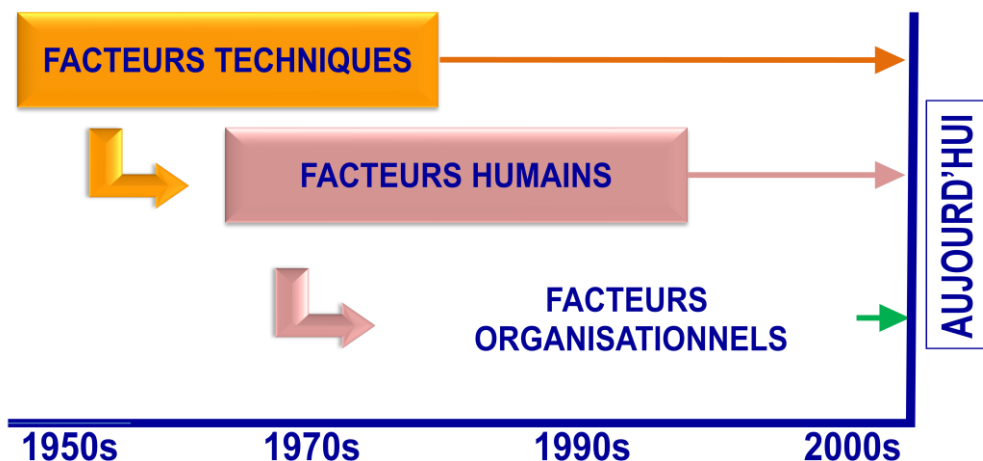 FACTEURS TECHNIQUES
FACTEURS HUMAINS
FACTEURS
ORGANISATIONNELS
AUJOURD'HUI
1950s 1970s 1990s 2000s